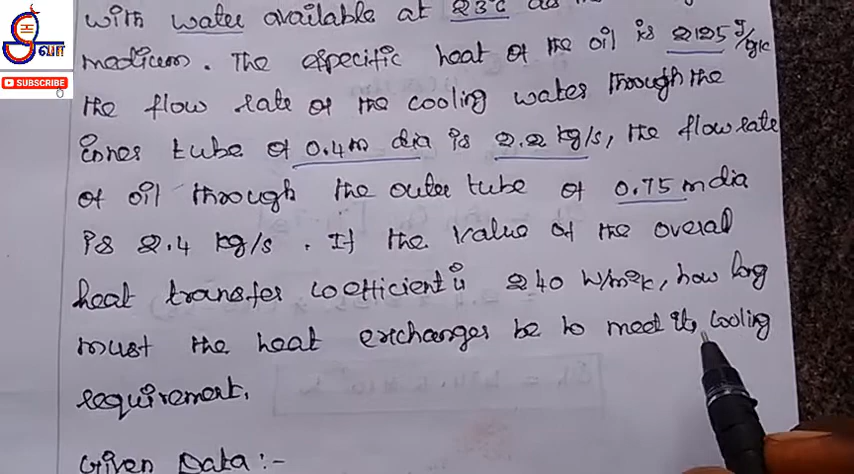 சிவா
SUBSCRIBE
with water available at 23°c as the
medium. The specific heat of the oil is 2125 J/kgK
the flow rate of the cooling water through the
inner tube of 0.4m dia is 2.2 kg/s, the flow rate
of oil through the outer tube of 0.75 m dia
is 2.4 kg/s. If the value of the overall
heat transfer coefficient is 240 W/m2k, how long
must the heat exchanger be to meet its cooling
requirement.
Given Data:-